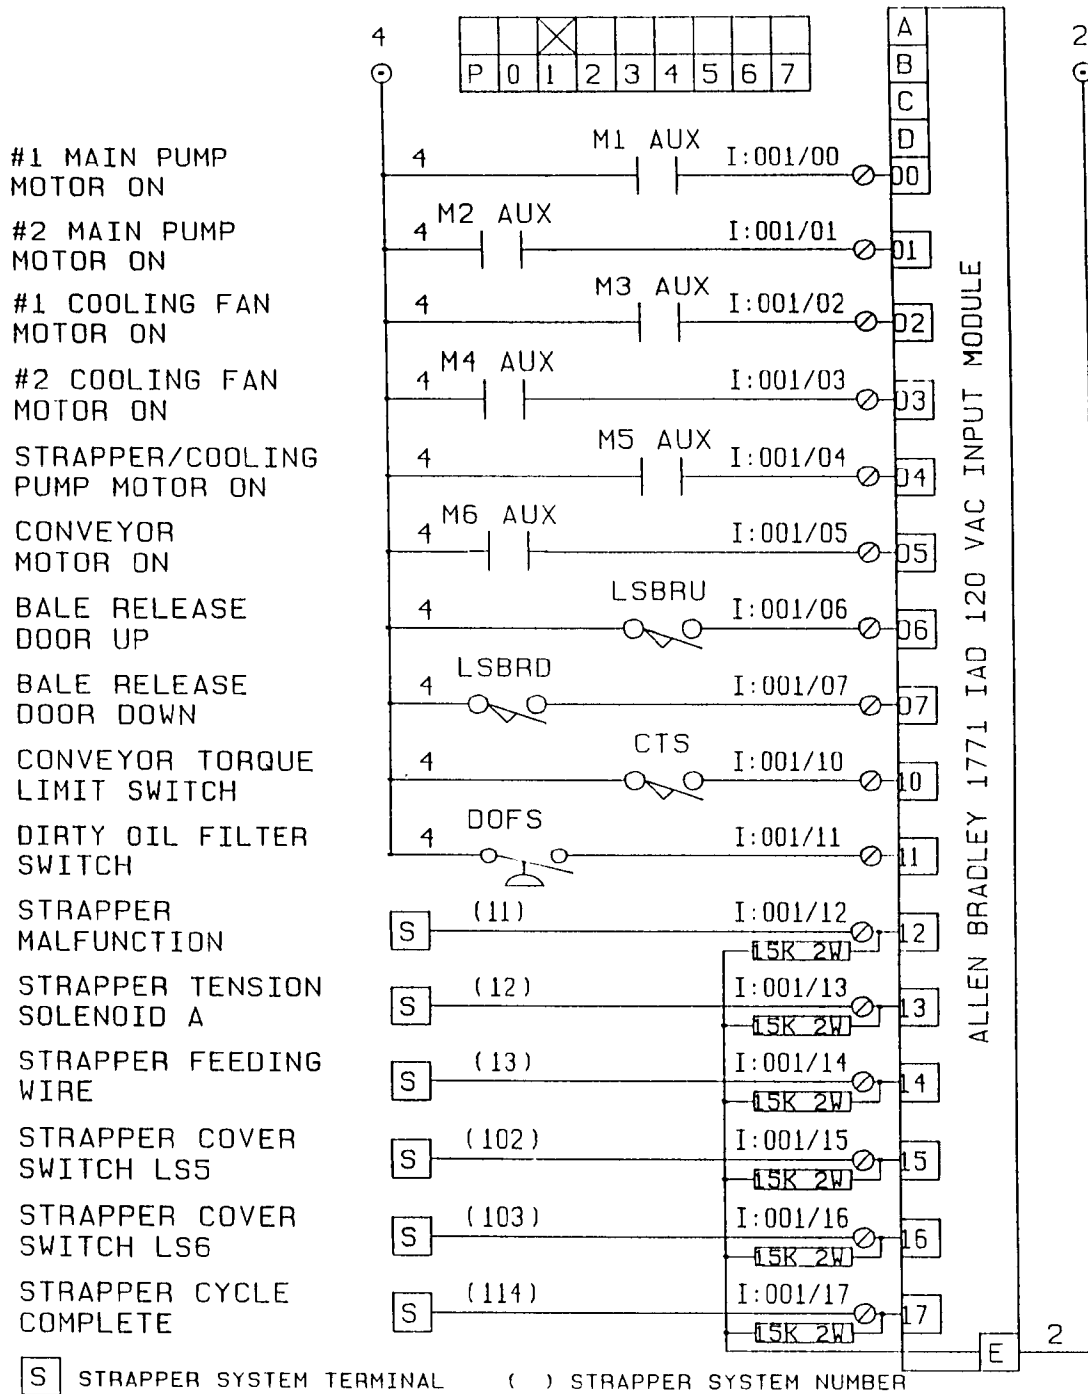 4
2
P 0 1 2 3 4 5 6 7
A
B
C
D
#1 MAIN PUMP
MOTOR ON
4
M1 AUX
I:001/00
00
#2 MAIN PUMP
MOTOR ON
4
M2 AUX
I:001/01
01
#1 COOLING FAN
MOTOR ON
4
M3 AUX
I:001/02
02
#2 COOLING FAN
MOTOR ON
4
M4 AUX
I:001/03
03
STRAPPER/COOLING
PUMP MOTOR ON
4
M5 AUX
I:001/04
04
CONVEYOR
MOTOR ON
4
M6 AUX
I:001/05
05
BALE RELEASE
DOOR UP
4
LSBRU
I:001/06
06
BALE RELEASE
DOOR DOWN
4
LSBRD
I:001/07
07
CONVEYOR TORQUE
LIMIT SWITCH
4
CTS
I:001/10
10
DIRTY OIL FILTER
SWITCH
4
DOFS
I:001/11
11
STRAPPER
MALFUNCTION
S
(11)
I:001/12
15K 2W
12
STRAPPER TENSION
SOLENOID A
S
(12)
I:001/13
15K 2W
13
STRAPPER FEEDING
WIRE
S
(13)
I:001/14
15K 2W
14
STRAPPER COVER
SWITCH LS5
S
(102)
I:001/15
15K 2W
15
STRAPPER COVER
SWITCH LS6
S
(103)
I:001/16
15K 2W
16
STRAPPER CYCLE
COMPLETE
S
(114)
I:001/17
15K 2W
17
E
2
ALLEN BRADLEY 1771 IAD 120 VAC INPUT MODULE
S STRAPPER SYSTEM TERMINAL ( ) STRAPPER SYSTEM NUMBER